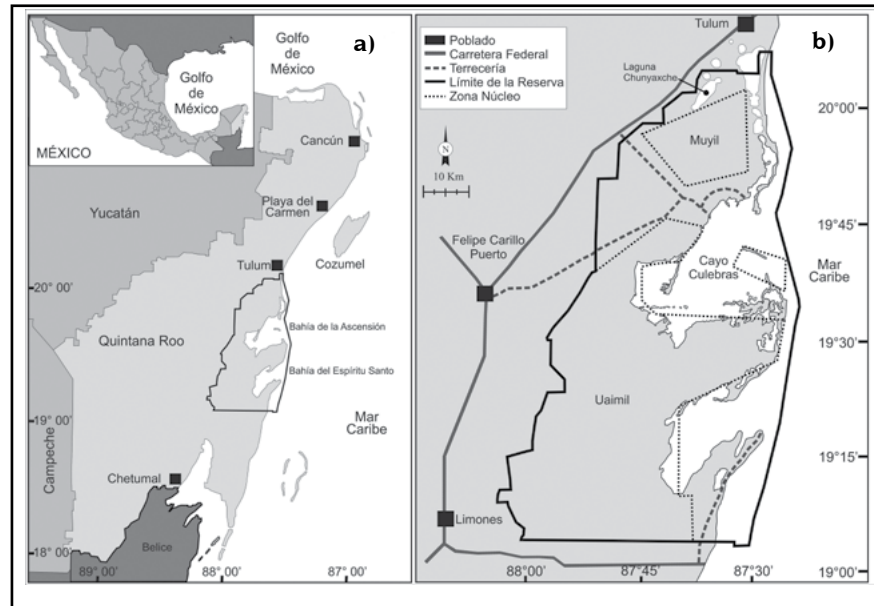 a)
Golfo
de
México
Golfo
de
México
MÉXICO
Cancún
Yucatán
Playa del
Carmen
Cozumel
Tulum
20° 00'
Bahía de la Ascensión
Quintana Roo
Bahía del Espíritu Santo
19° 00'
Mar
Caribe
Campeche
Chetumal
Belice
18° 00'
89° 00'
88° 00'
87° 00'
b)
Tulum
Poblado
Carretera Federal
Terrecería
Límite de la Reserva
Zona Núcleo
Laguna
Chunyaxche
20° 00'
N
10 Km
Muyil
19° 45'
Felipe Carillo
Puerto
Cayo
Culebras
Mar
Caribe
19° 30'
Uaimil
19° 15'
Limones
88° 00'
87° 45'
87° 30'
19° 00'